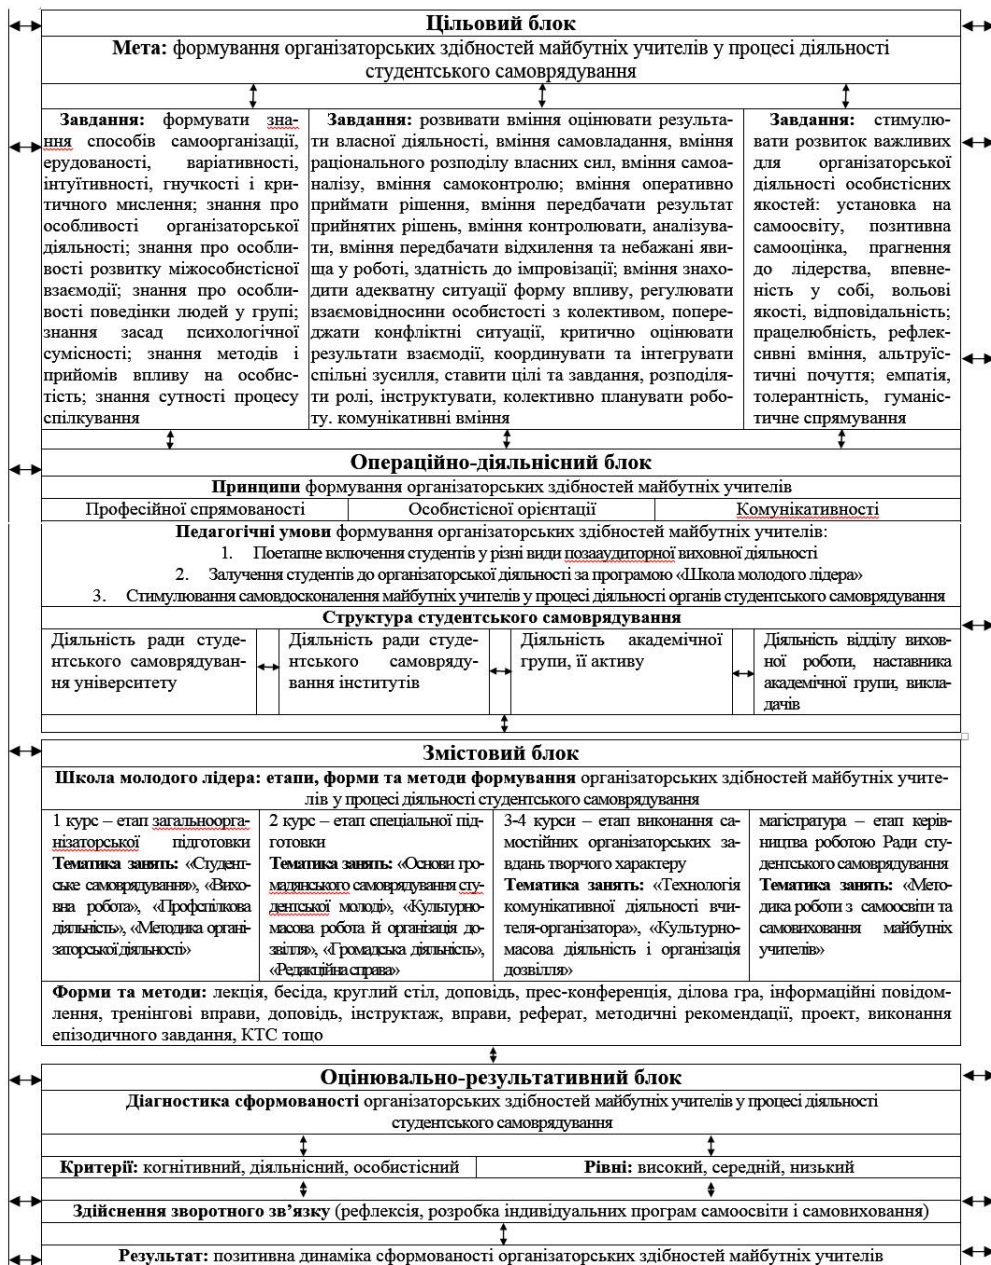 Цільовий блок
Мета: формування організаторських здібностей майбутніх учителів у процесі діяльності
студентського самоврядування
Завдання: формувати зна-
ння способів самоорганізації,
ерудованості, варіативності,
інтуїтивності, гнучкості і кри-
тичного мислення; знання про
особливості організаторської
діяльності; знання про особли-
вості розвитку міжособистісної
взаємодії; знання про особли-
вості поведінки людей у групі;
знання засад психологічної
сумісності; знання методів і
прийомів впливу на особис-
тість; знання сутності процесу
спілкування
Завдання: розвивати вміння оцінювати результа-
ти власної діяльності, вміння самовладання, вміння
раціонального розподілу власних сил, вміння самоа-
налізу, вміння самоконтролю; вміння оперативно
приймати рішення, вміння передбачати результат
прийнятих рішень, вміння контролювати, аналізува-
ти, вміння передбачати відхилення та небажані яви-
ща у роботі, здатність до імпровізації; вміння знахо-
дити адекватну ситуації форму впливу, регулювати
взаємовідносини особистості з колективом, попере-
джати конфліктні ситуації, критично оцінювати
результати взаємодії, координувати та інтегрувати
спільні зусилля, ставити цілі та завдання, розподіля-
ти ролі, інструктувати, колективно планувати робо-
ту. комунікативні вміння
Завдання: стимулю-
вати розвиток важливих
для організаторської
діяльності особистісних
якостей: установка на
самоосвіту, позитивна
самооцінка, прагнення
до лідерства, впевне-
ність у собі, вольові
якості, відповідальність;
працелюбність, рефлек-
сивні вміння, альтруїс-
тичні почуття; емпатія,
толерантність, гуманіс-
тичне спрямування
Операційно-діяльнісний блок
Принципи формування організаторських здібностей майбутніх учителів
Професійної спрямованості
Особистісної орієнтації
Комунікативності
Педагогічні умови формування організаторських здібностей майбутніх учителів:
1. Поетапне включення студентів у різні види позааудиторної виховної діяльності
2. Залучення студентів до організаторської діяльності за програмою «Школа молодого лідера»
3. Стимулювання самовдосконалення майбутніх учителів у процесі діяльності органів студентського самоврядування
Структура студентського самоврядування
Діяльність ради студе-
нтського самоврядуван-
ня університету
Діяльність ради студе-
нтського самовряду-
вання інститутів
Діяльність академічної
групи, її активу
Діяльність відділу вихов-
ної роботи, наставника
академічної групи, викла-
дачів
Змістовий блок
Школа молодого лідера: етапи, форми та методи формування організаторських здібностей майбутніх учите-
лів у процесі діяльності студентського самоврядування
1 курс – етап загальноорга-
нізаторської підготовки
Тематика занять: «Студент-
ське самоврядування», «Вихо-
вна робота», «Профспілкова
діяльність», «Методика органі-
заторської діяльності»
2 курс – етап спеціальної під-
готовки
Тематика занять: «Основи гро-
мадянського самоврядування сту-
дентської молоді», «Культурно-
масова робота й організація до-
звілля», «Громадська діяльність»,
«Редакційна справа»
3-4 курси – етап виконання са-
мостійних організаторських за-
вдань творчого характеру
Тематика занять: «Технологія
комунікативної діяльності вчи-
теля-організатора», «Культурно-
масова діяльність і організація
дозвілля»
магістратура – етап керів-
ництва роботою Ради сту-
дентського самоврядування
Тематика занять: «Мето-
дика роботи з самоосвіти та
самовиховання майбутніх
учителів»
Форми та методи: лекція, бесіда, круглий стіл, доповідь, прес-конференція, ділова гра, інформаційні повідом-
лення, тренінгові вправи, доповідь, інструктаж, вправи, реферат, методичні рекомендації, проект, виконання
епізодичного завдання, КТС тощо
Оцінювально-результативний блок
Діагностика сформованості організаторських здібностей майбутніх учителів у процесі діяльності
студентського самоврядування
Критерії: когнітивний, діяльнісний, особистісний
Рівні: високий, середній, низький
Здійснення зворотного зв’язку (рефлексія, розробка індивідуальних програм самоосвіти і самовиховання)
Результат: позитивна динаміка сформованості організаторських здібностей майбутніх учителів